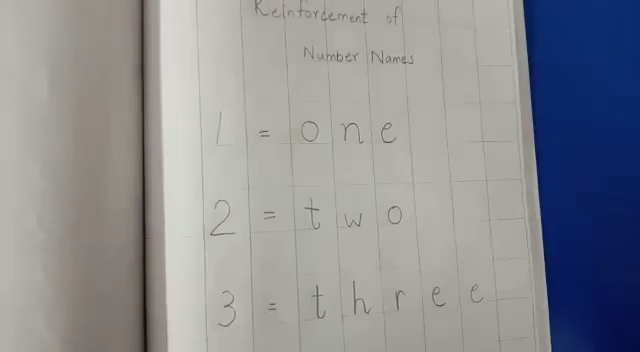 Reinforcement of
Number Names
1 = one
2 = two
3 = three